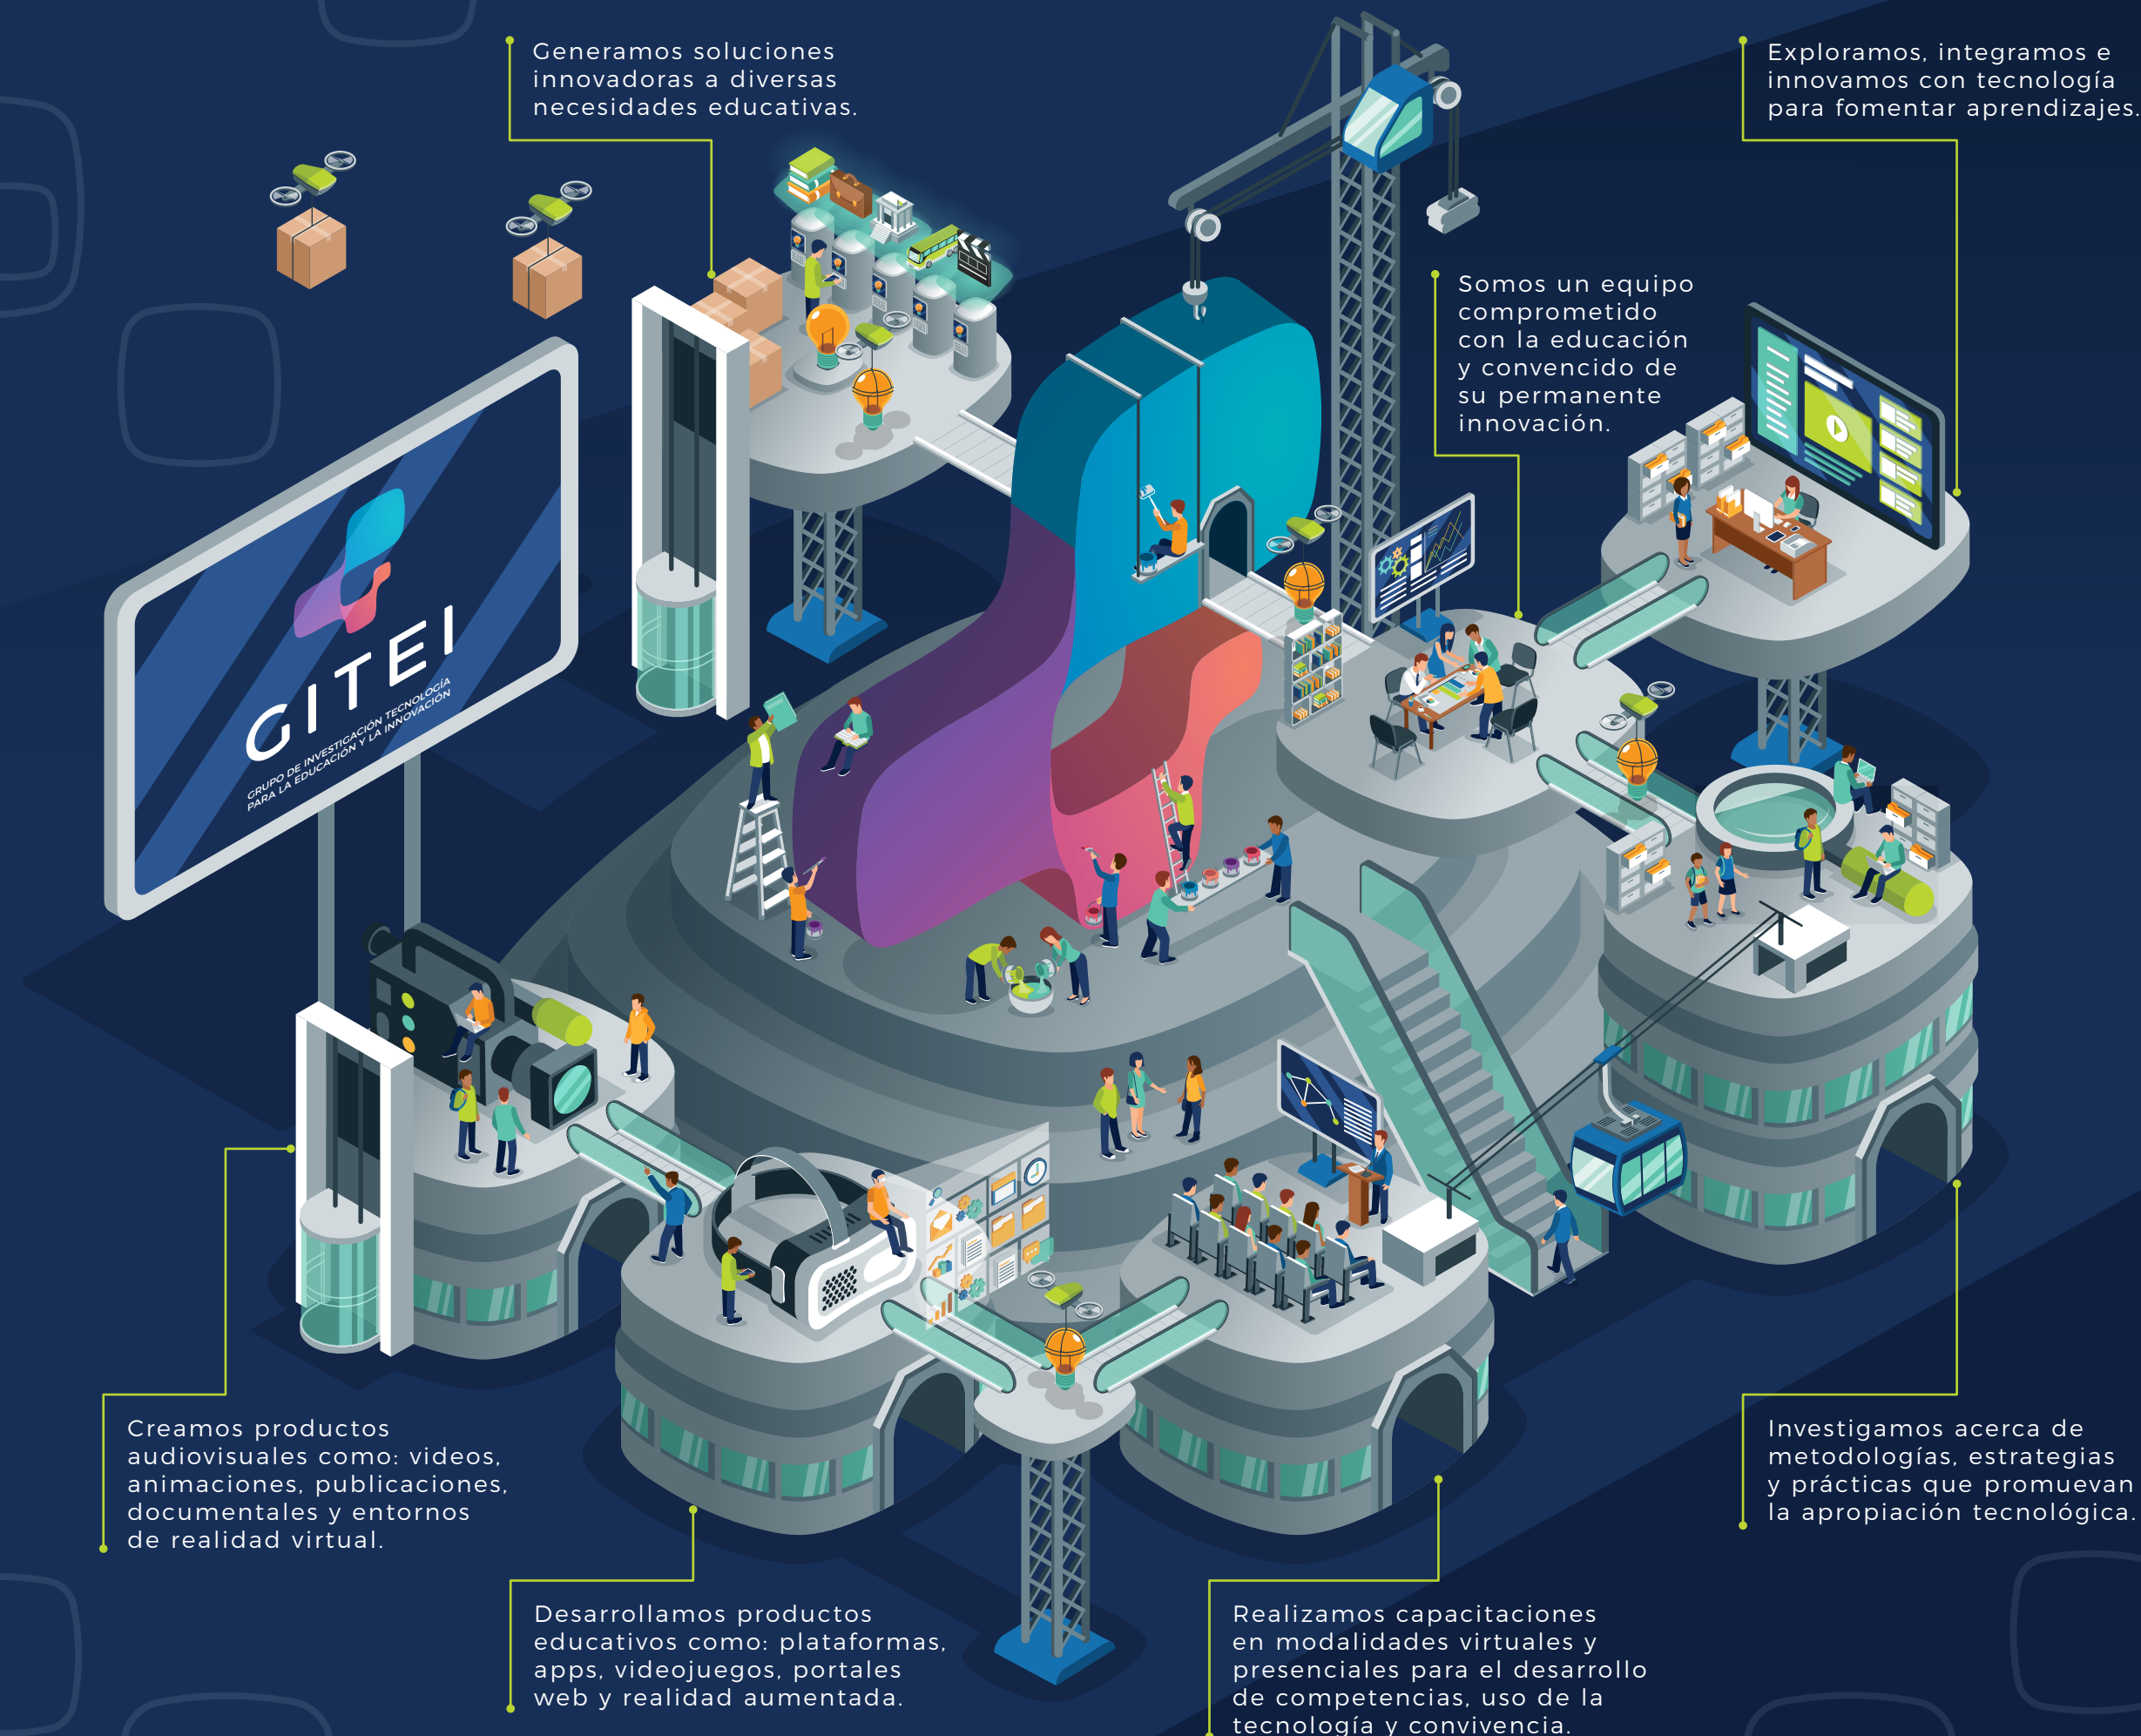 Generamos soluciones
innovadoras a diversas
necesidades educativas.
Exploramos, integramos e
innovamos con tecnología
para fomentar aprendizajes.
Somos un equipo
comprometido
con la educación
y convencido de
su permanente
innovación.
GITEI
GRUPO DE INVESTIGACIÓN TECNOLOGÍA
PARA LA EDUCACIÓN Y LA INNOVACIÓN
Creamos productos
audiovisuales como: videos,
animaciones, publicaciones,
documentales y entornos
de realidad virtual.
Investigamos acerca de
metodologías, estrategias
y prácticas que promuevan
la apropiación tecnológica.
Desarrollamos productos
educativos como: plataformas,
apps, videojuegos, portales
web y realidad aumentada.
Realizamos capacitaciones
en modalidades virtuales y
presenciales para el desarrollo
de competencias, uso de la
tecnología y convivencia.